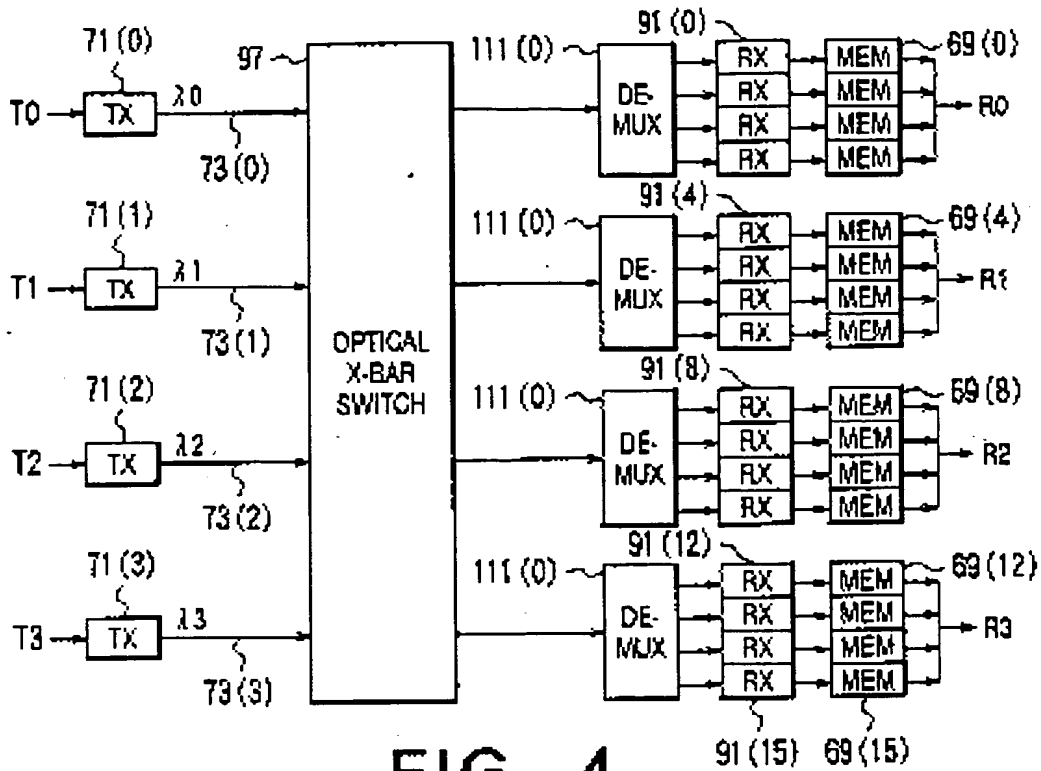 71(0)
97
111(0)
91(0)
69(0)
T0
TX
λ0
73(0)
DE-
MUX
RX
MEM
RX
MEM
RX
MEM
RX
MEM
R0
71(1)
T1
TX
λ1
73(1)
111(0)
91(4)
69(4)
DE-
MUX
RX
MEM
RX
MEM
RX
MEM
RX
MEM
R1
OPTICAL
X-BAR
SWITCH
71(2)
T2
TX
λ2
73(2)
111(0)
91(8)
69(8)
DE-
MUX
RX
MEM
RX
MEM
RX
MEM
RX
MEM
R2
71(3)
T3
TX
λ3
73(3)
111(0)
91(12)
69(12)
DE-
MUX
RX
MEM
RX
MEM
RX
MEM
RX
MEM
R3
91(15)
69(15)
FIG. 4